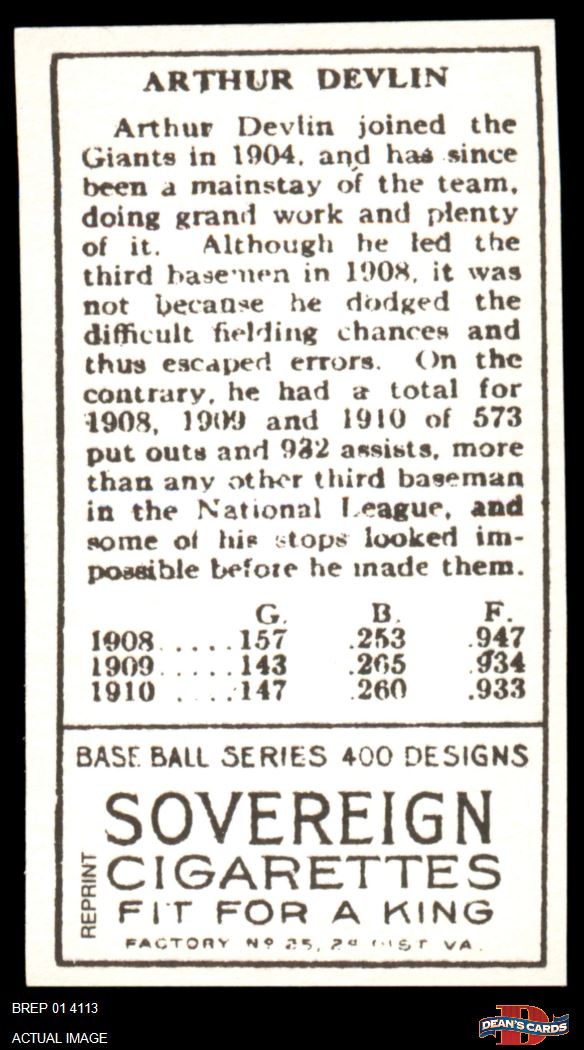 ARTHUR DEVLIN
Arthur Devlin joined the
Giants in 1904, and has since
been a mainstay of the team,
doing grand work and plenty
of it. Although he led the
third basemen in 1908, it was
not because he dodged the
difficult fielding chances and
thus escaped errors. On the
contrary, he had a total for
1908, 1909 and 1910 of 573
put outs and 932 assists, more
than any other third baseman
in the National League, and
some of his stops looked im-
possible before he made them.
G. B. F.
1908 ..... 157 .253 .947
1909 ..... 143 .265 .934
1910 ..... 147 .260 .933
BASE BALL SERIES 400 DESIGNS
SOVEREIGN
CIGARETTES
FIT FOR A KING
FACTORY No 25, 2d DIST VA.
REPRINT
BREP 01 4113
ACTUAL IMAGE
DEAN'S CARDS